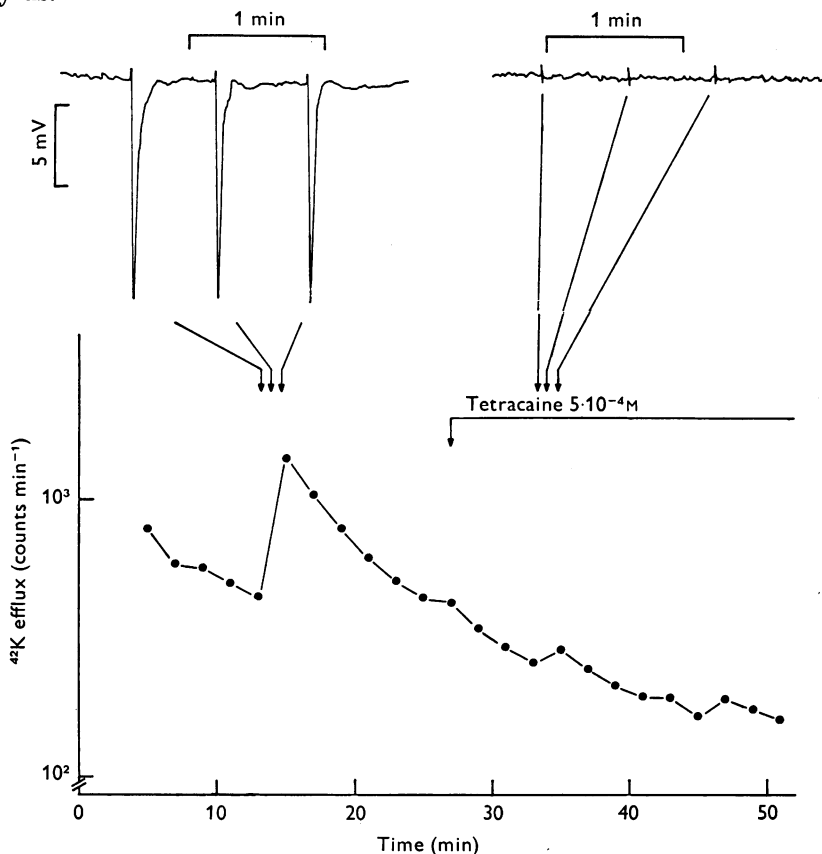 1 min
1 min
5 mV
Tetracaine 5·10⁻⁴M
⁴²K efflux (counts min⁻¹)
10³
10²
0
10
20
30
40
50
Time (min)